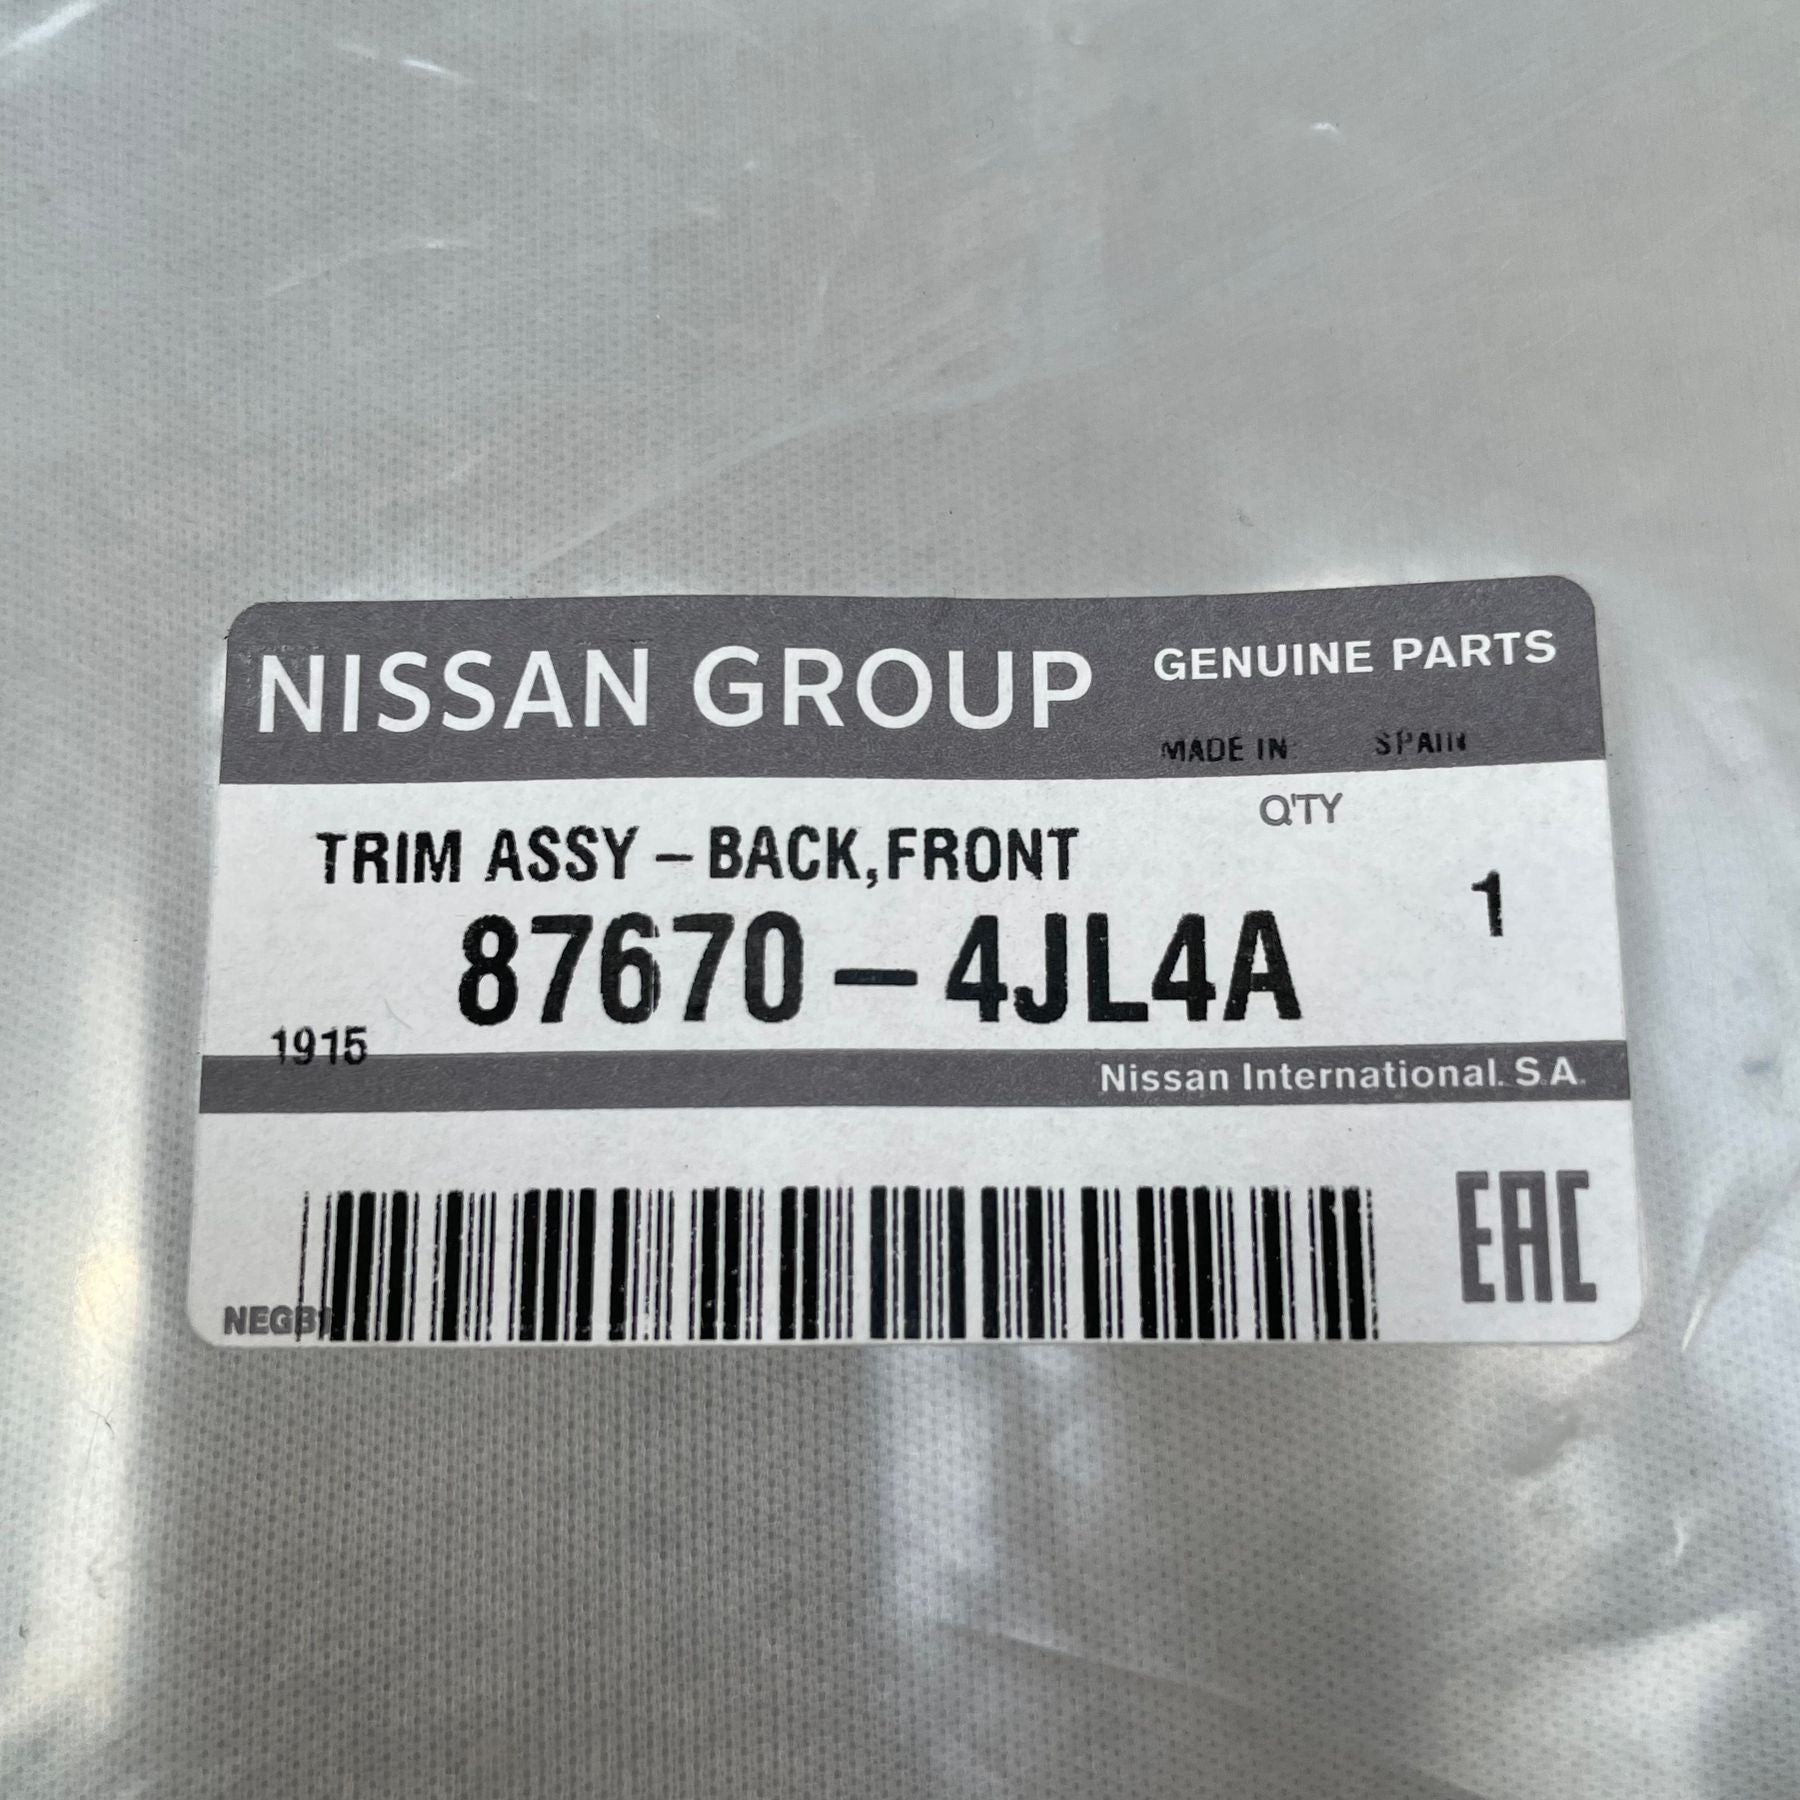 NISSAN GROUP
GENUINE PARTS
MADE IN: SPAIN
Q'TY
TRIM ASSY – BACK,FRONT
1
87670 – 4JL4A
1915
Nissan International. S.A.
EAC
NEGB1